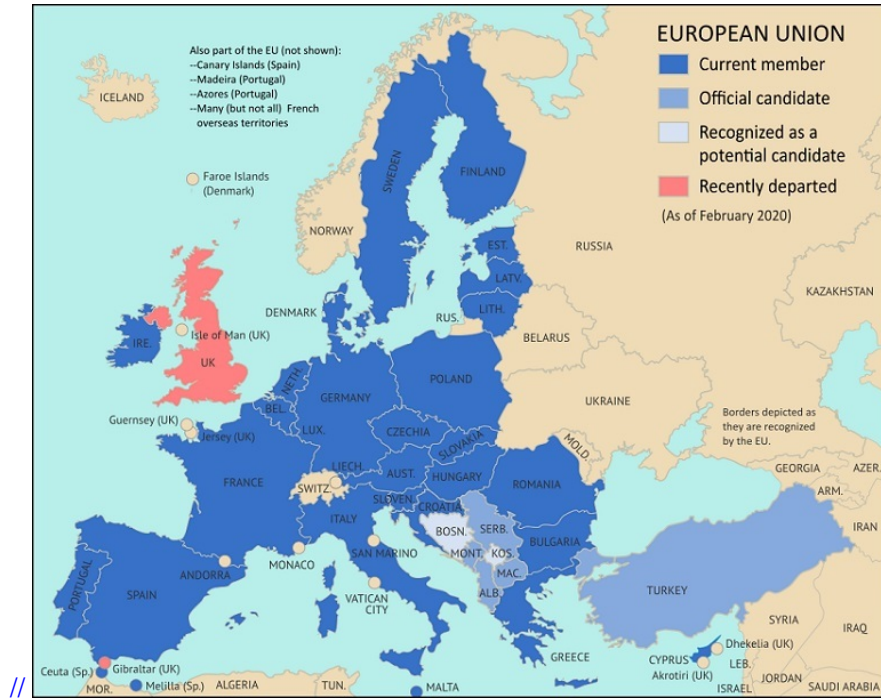 EUROPEAN UNION
Current member
Official candidate
Recognized as a
potential candidate
Recently departed
(As of February 2020)
Also part of the EU (not shown):
--Canary Islands (Spain)
--Madeira (Portugal)
--Azores (Portugal)
--Many (but not all) French
overseas territories
ICELAND
Faroe Islands
(Denmark)
SWEDEN
FINLAND
NORWAY
RUSSIA
EST.
LATV.
LITH.
RUS.
DENMARK
KAZAKHSTAN
BELARUS
Isle of Man (UK)
IRE.
UK
NETH.
BEL.
GERMANY
POLAND
UKRAINE
Guernsey (UK)
Jersey (UK)
LUX.
CZECHIA
SLOVAKIA
MOLD.
Borders depicted as
they are recognized
by the EU.
FRANCE
LIECH.
SWITZ.
AUST.
HUNGARY
ROMANIA
GEORGIA
AZER.
ARM.
SLOVEN.
CROATIA
ITALY
BOSN.
SERB.
IRAN
SAN MARINO
MONT.
KOS.
BULGARIA
MONACO
ANDORRA
MAC.
PORTUGAL
SPAIN
VATICAN
CITY
ALB.
TURKEY
SYRIA
IRAQ
GREECE
CYPRUS
Dhekelia (UK)
Akrotiri (UK)
LEB.
Ceuta (Sp.)
Gibraltar (UK)
Melilla (Sp.)
MOR.
ALGERIA
TUN.
MALTA
ISRAEL
JORDAN
SAUDI ARABIA
//